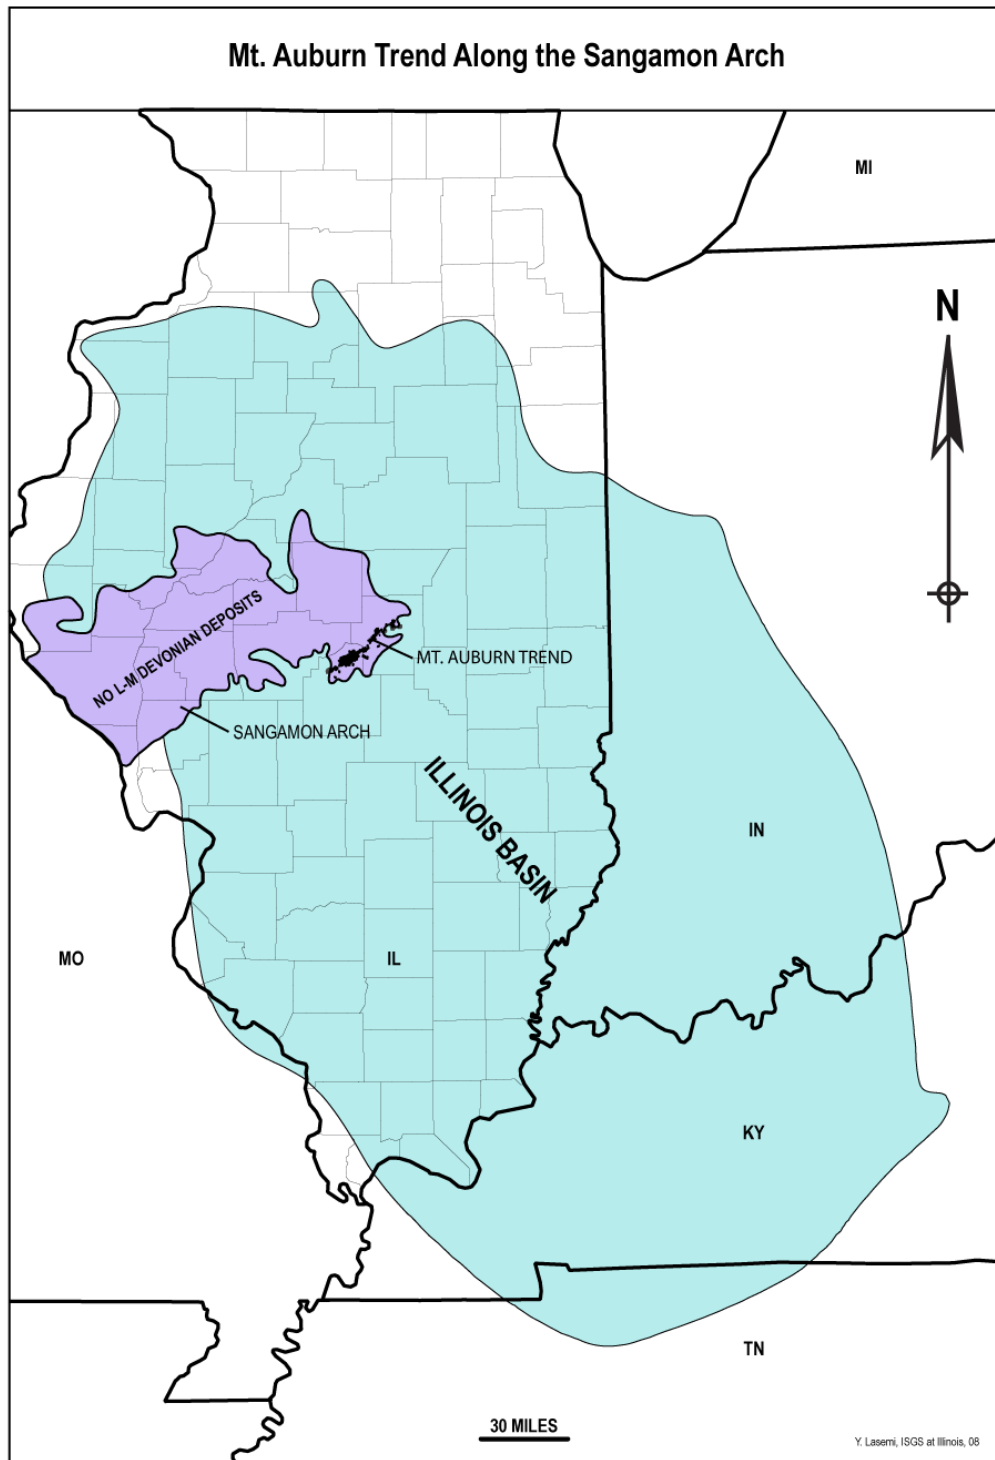 Mt. Auburn Trend Along the Sangamon Arch
MI
N
NO L-M DEVONIAN DEPOSITS
MT. AUBURN TREND
SANGAMON ARCH
ILLINOIS BASIN
IN
MO
IL
KY
TN
30 MILES
Y. Lasemi, ISGS at Illinois, 08